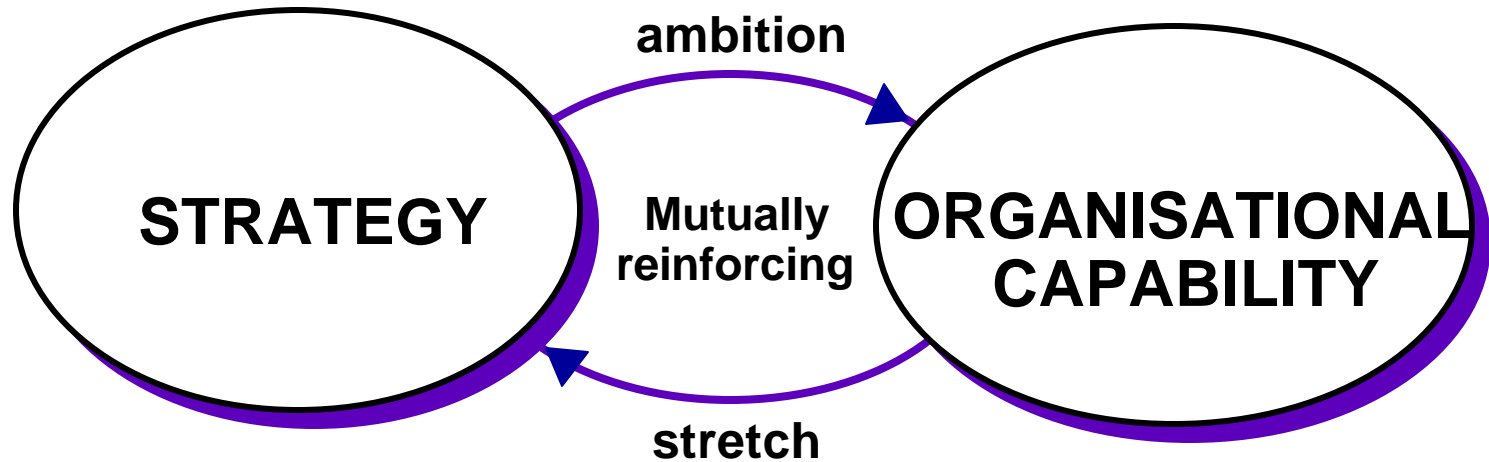 ambition
STRATEGY
Mutually
reinforcing
ORGANISATIONAL
CAPABILITY
stretch